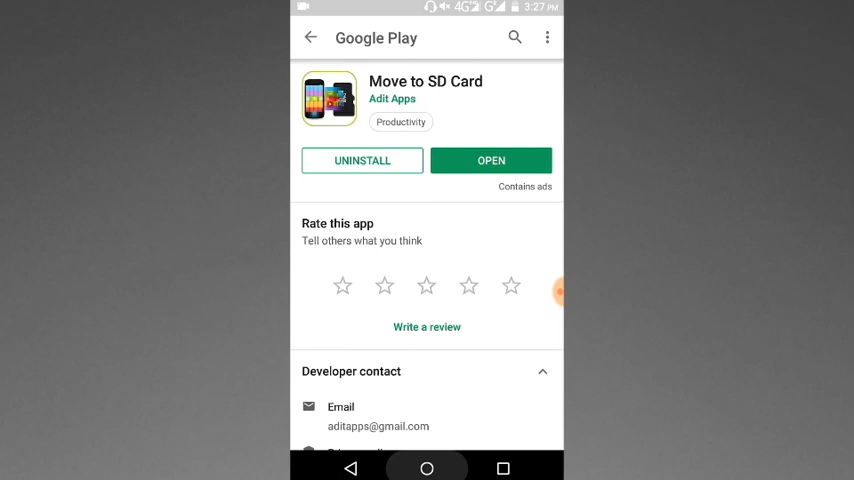 4G G 3:27 PM
Google Play
Move to SD Card
Adit Apps
Productivity
UNINSTALL
OPEN
Contains ads
Rate this app
Tell others what you think
Write a review
Developer contact
Email
aditapps@gmail.com